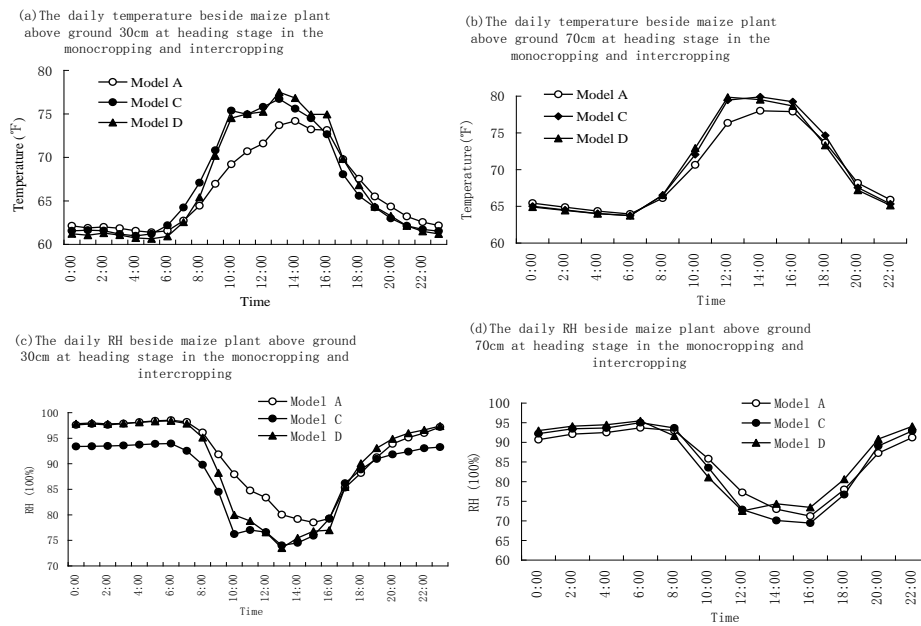 (a)The daily temperature beside maize plant
above ground 30cm at heading stage in the
monocropping and intercropping
80
75
70
65
60
Temperature(℉)
Model A
Model C
Model D
0:00
2:00
4:00
6:00
8:00
10:00
12:00
14:00
16:00
18:00
20:00
22:00
Time
(b)The daily temperature beside maize plant
above ground 70cm at heading stage in the
monocropping and intercropping
80
75
70
65
60
Temperature(℉)
Model A
Model C
Model D
0:00
2:00
4:00
6:00
8:00
10:00
12:00
14:00
16:00
18:00
20:00
22:00
Time
(c)The daily RH beside maize plant above ground
30cm at heading stage in the monocropping and
intercropping
100
95
90
85
80
75
70
RH (100%)
Model A
Model C
Model D
0:00
2:00
4:00
6:00
8:00
10:00
12:00
14:00
16:00
18:00
20:00
22:00
Time
(d)The daily RH beside maize plant above ground
70cm at heading stage in the monocropping and
intercropping
100
95
90
85
80
75
70
65
60
RH (100%)
Model A
Model C
Model D
0:00
2:00
4:00
6:00
8:00
10:00
12:00
14:00
16:00
18:00
20:00
22:00
Time